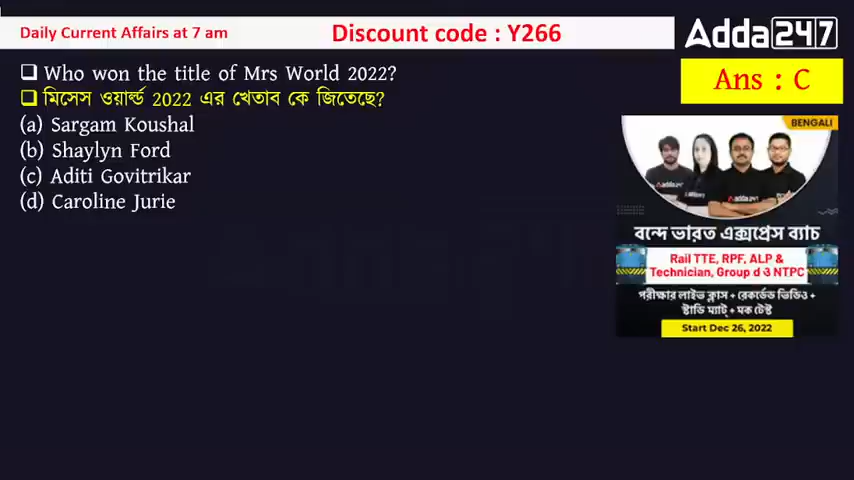 Daily Current Affairs at 7 am
Discount code : Y266
Adda247
❑ Who won the title of Mrs World 2022?
❑ মিসেস ওয়ার্ল্ড 2022 এর খেতাব কে জিতেছে?
(a) Sargam Koushal
(b) Shaylyn Ford
(c) Aditi Govitrikar
(d) Caroline Jurie
Ans : C
BENGALI
বন্দে ভারত এক্সপ্রেস ব্যাচ
Rail TTE, RPF, ALP &
Technician, Group d ও NTPC
পরীক্ষার লাইভ ক্লাস + রেকর্ডেড ভিডিও +
স্টাডি ম্যাট্ + মক টেস্ট
Start Dec 26, 2022